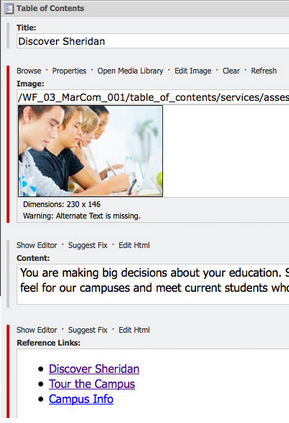 Table of Contents
Title:
Discover Sheridan
Browse · Properties · Open Media Library · Edit Image · Clear · Refresh
Image:
/WF_03_MarCom_001/table_of_contents/services/asses
Dimensions: 230 x 146
Warning: Alternate Text is missing.
Show Editor · Suggest Fix · Edit Html
Content:
You are making big decisions about your education. S
feel for our campuses and meet current students who
Show Editor · Suggest Fix · Edit Html
Reference Links:
• Discover Sheridan
• Tour the Campus
• Campus Info